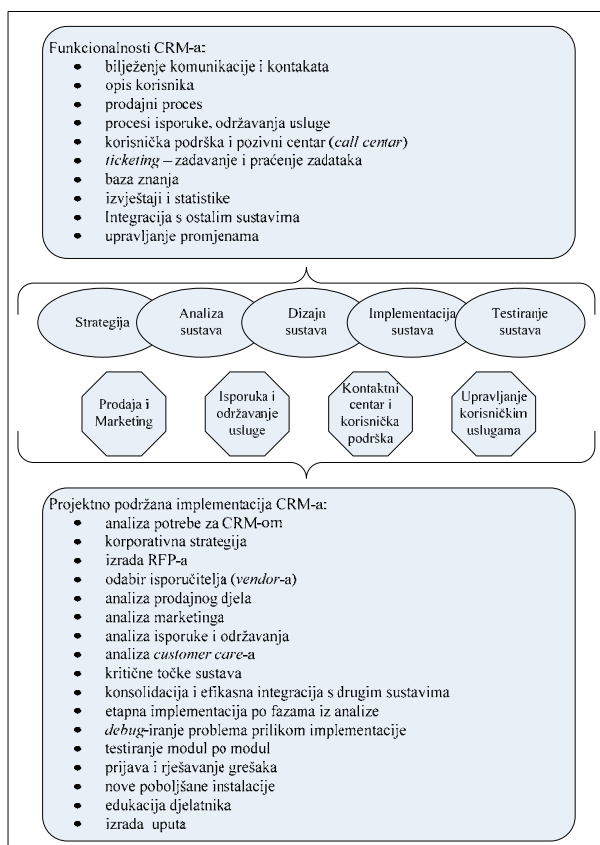 Funkcionalnosti CRM-a:
• bilježenje komunikacije i kontakata
• opis korisnika
• prodajni proces
• procesi isporuke, održavanja usluge
• korisnička podrška i pozivni centar (call centar)
• ticketing – zadavanje i praćenje zadataka
• baza znanja
• izvještaji i statistike
• Integracija s ostalim sustavima
• upravljanje promjenama
Strategija
Analiza
sustava
Dizajn
sustava
Implementacija
sustava
Testiranje
sustava
Prodaja i
Marketing
Isporuka i
održavanje
usluge
Kontaktni
centar i
korisnička
podrška
Upravljanje
korisničkim
uslugama
Projektno podržana implementacija CRM-a:
• analiza potrebe za CRM-om
• korporativna strategija
• izrada RFP-a
• odabir isporučitelja (vendor-a)
• analiza prodajnog djela
• analiza marketinga
• analiza isporuke i održavanja
• analiza customer care-a
• kritične točke sustava
• konsolidacija i efikasna integracija s drugim sustavima
• etapna implementacija po fazama iz analize
• debug-iranje problema prilikom implementacije
• testiranje modul po modul
• prijava i rješavanje grešaka
• nove poboljšane instalacije
• edukacija djelatnika
• izrada uputa